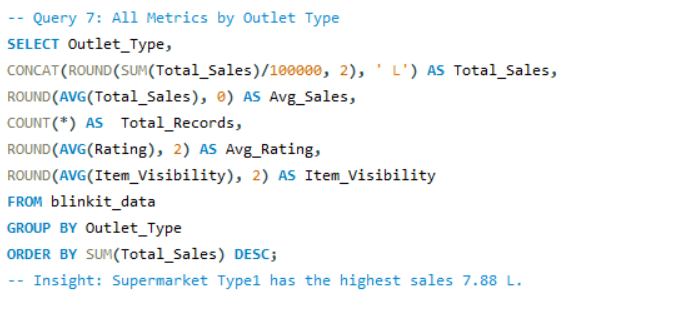 -- Query 7: All Metrics by Outlet Type
SELECT Outlet_Type,
CONCAT(ROUND(SUM(Total_Sales)/100000, 2), ' L') AS Total_Sales,
ROUND(AVG(Total_Sales), 0) AS Avg_Sales,
COUNT(*) AS  Total_Records,
ROUND(AVG(Rating), 2) AS Avg_Rating,
ROUND(AVG(Item_Visibility), 2) AS Item_Visibility
FROM blinkit_data
GROUP BY Outlet_Type
ORDER BY SUM(Total_Sales) DESC;
-- Insight: Supermarket Type1 has the highest sales 7.88 L.